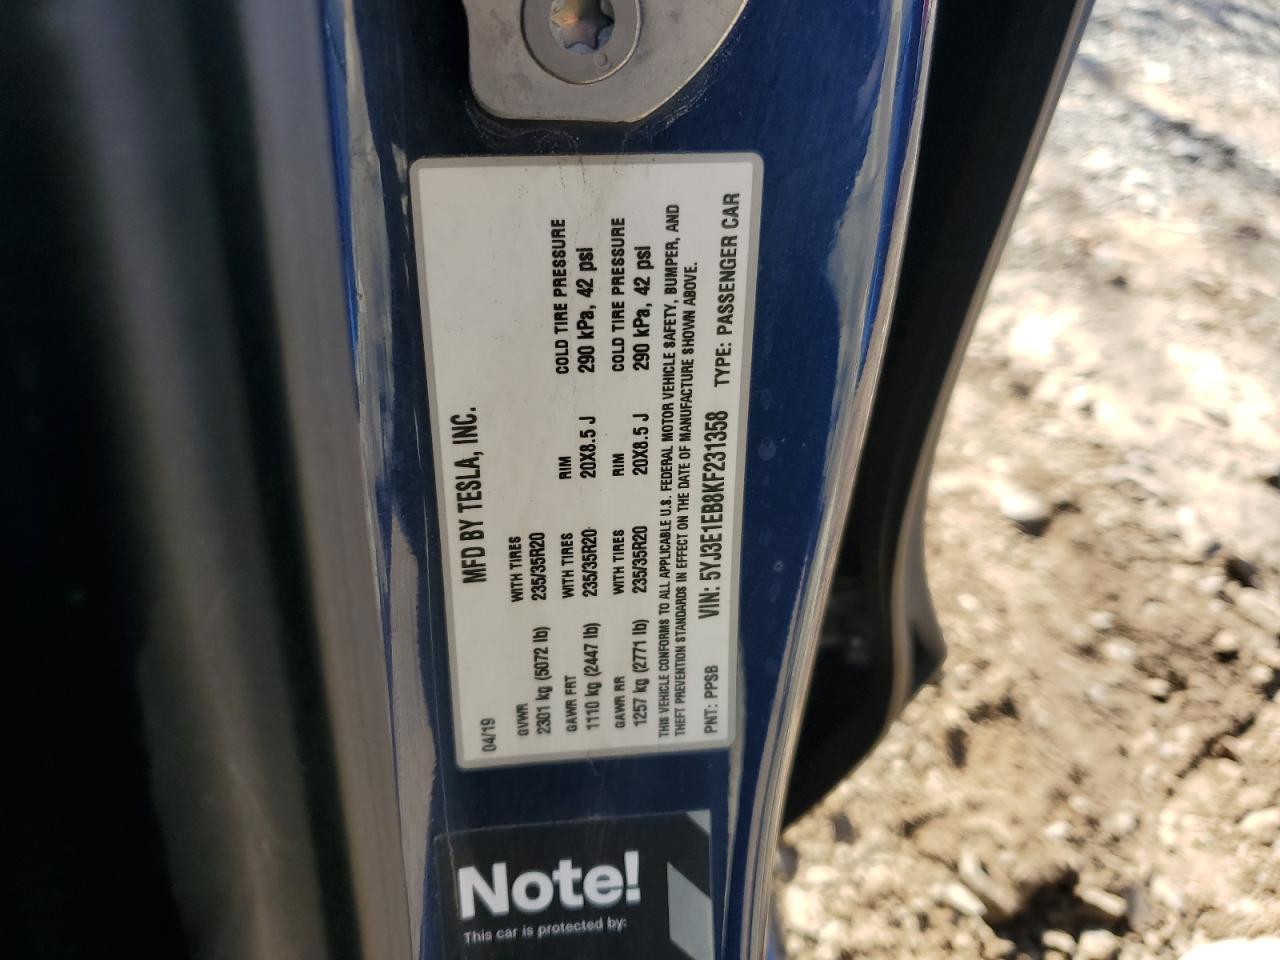 MFD BY TESLA, INC.
04/19
GVWR WITH TIRES
2301 kg (5072 lb) 235/35R20
GAWR FRT WITH TIRES RIM COLD TIRE PRESSURE
1110 kg (2447 lb) 235/35R20 20X8.5 J 290 kPa, 42 psi
GAWR RR WITH TIRES RIM COLD TIRE PRESSURE
1257 kg (2771 lb) 235/35R20 20X8.5 J 290 kPa, 42 psi
THIS VEHICLE CONFORMS TO ALL APPLICABLE U.S. FEDERAL MOTOR VEHICLE SAFETY, BUMPER, AND
THEFT PREVENTION STANDARDS IN EFFECT ON THE DATE OF MANUFACTURE SHOWN ABOVE.
PNT: PPSB VIN: 5YJ3E1EB8KF231358 TYPE: PASSENGER CAR
Note!
This car is protected by: